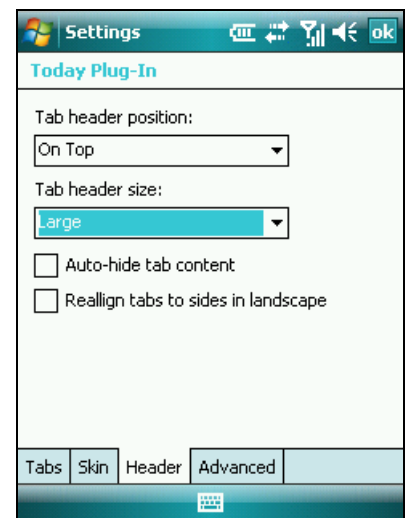 Settings
ok
Today Plug-In
Tab header position:
On Top
Tab header size:
Large
Auto-hide tab content
Reallign tabs to sides in landscape
Tabs Skin Header Advanced